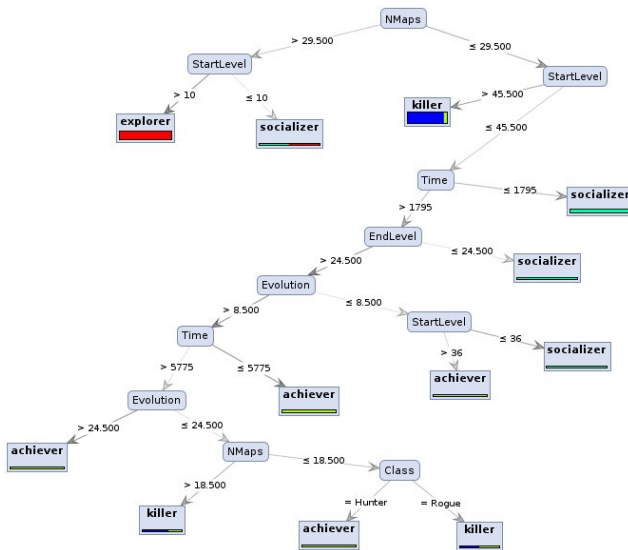 NMaps
> 29.500
≤ 29.500
StartLevel
StartLevel
> 10
≤ 10
> 45.500
≤ 45.500
explorer
socializer
killer
Time
> 1795
≤ 1795
socializer
EndLevel
> 24.500
≤ 24.500
socializer
Evolution
> 8.500
≤ 8.500
Time
StartLevel
> 5775
≤ 5775
> 36
≤ 36
socializer
achiever
achiever
Evolution
> 24.500
≤ 24.500
achiever
NMaps
> 18.500
≤ 18.500
Class
killer
= Hunter
= Rogue
achiever
killer